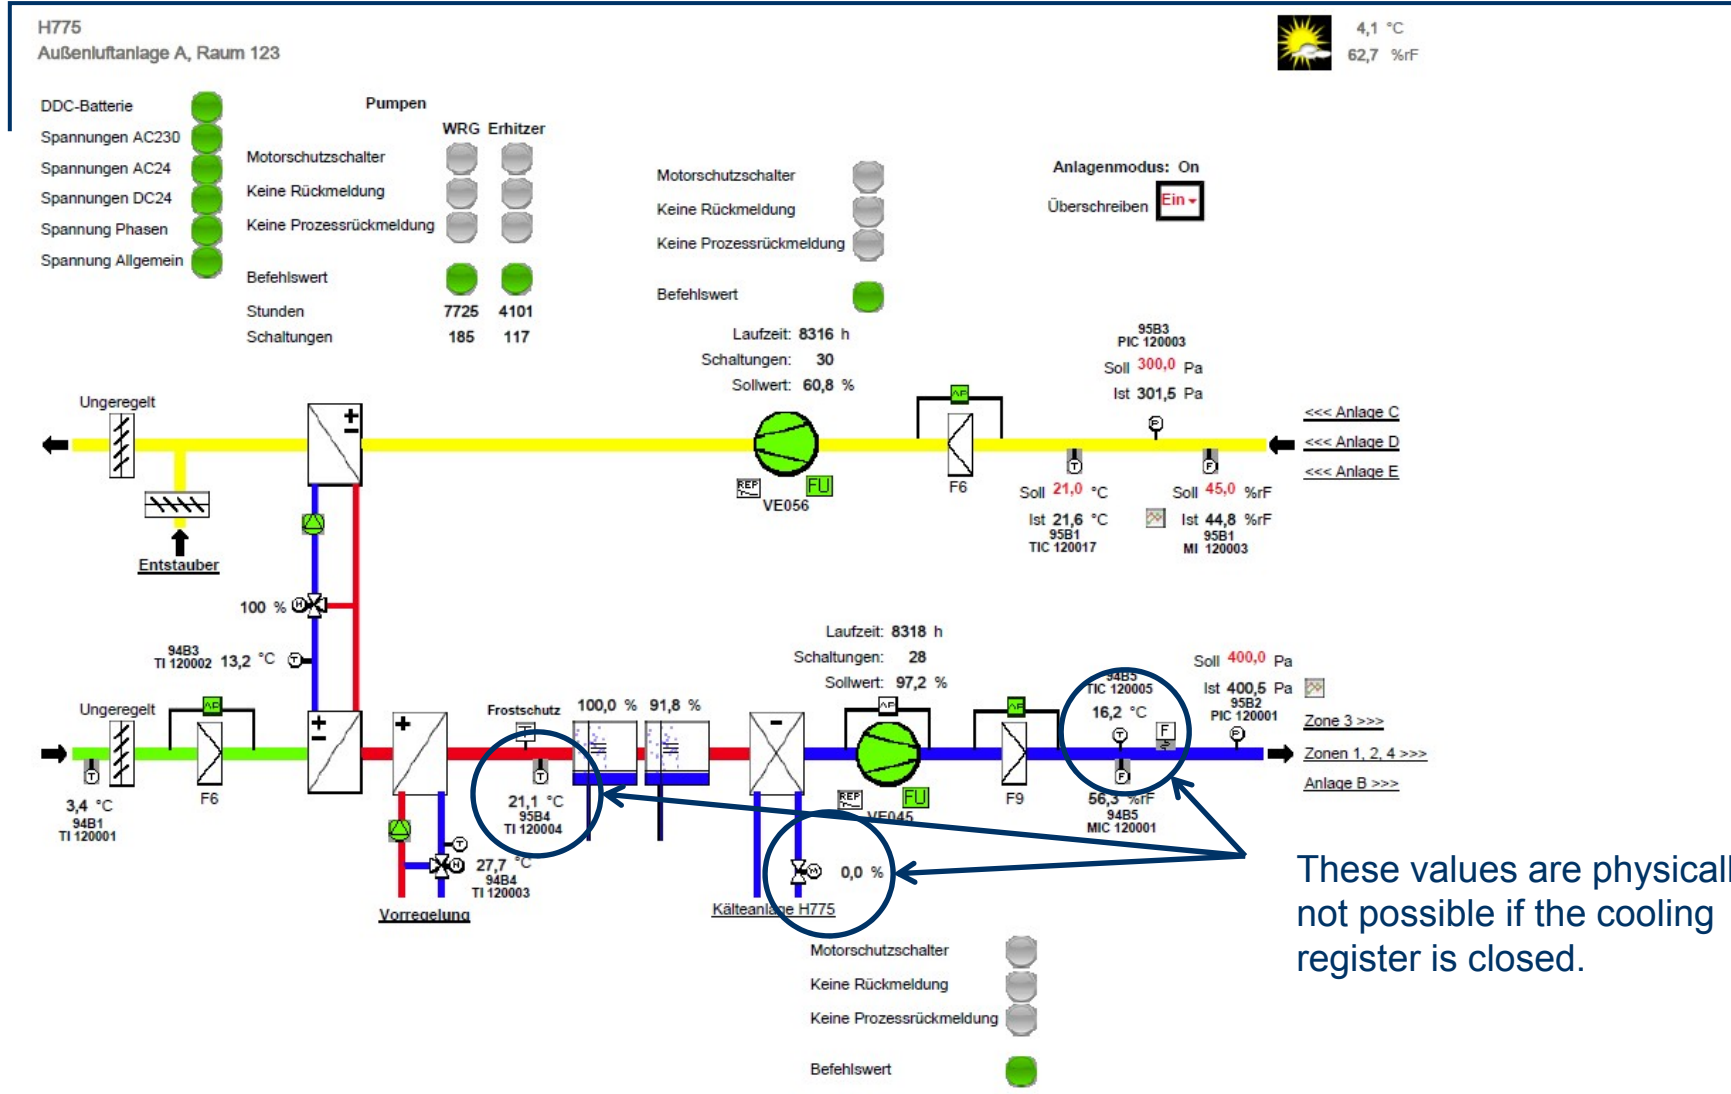 H775
Außenluftanlage A, Raum 123
4,1 °C
62,7 %rF
DDC-Batterie
Spannungen AC230
Spannungen AC24
Spannungen DC24
Spannung Phasen
Spannung Allgemein
Pumpen
WRG Erhitzer
Motorschutzschalter
Keine Rückmeldung
Keine Prozessrückmeldung
Befehlswert
Stunden 7725 4101
Schaltungen 185 117
Motorschutzschalter
Keine Rückmeldung
Keine Prozessrückmeldung
Befehlswert
Laufzeit: 8316 h
Schaltungen: 30
Sollwert: 60,8 %
Anlagenmodus: On
Überschreiben Ein
95B3
PIC 120003
Soll 300,0 Pa
Ist 301,5 Pa
<<< Anlage C
<<< Anlage D
<<< Anlage E
Ungeregelt
REP
FU
VE056
F6
P
T
F
Soll 21,0 °C
Ist 21,6 °C
95B1
TIC 120017
Soll 45,0 %rF
Ist 44,8 %rF
95B1
MI 120003
Entstauber
100 %
94B3
TI 120002 13,2 °C
T
Laufzeit: 8318 h
Schaltungen: 28
Sollwert: 97,2 %
Soll 400,0 Pa
Ist 400,5 Pa
95B2
PIC 120001
94B5
TIC 120005
16,2 °C
T
F
F
P
Zone 3 >>>
Zonen 1, 2, 4 >>>
Anlage B >>>
Ungeregelt
T
3,4 °C
94B1
TI 120001
F6
Frostschutz
T
T
100,0 % 91,8 %
21,1 °C
95B4
TI 120004
REP
FU
VE045
F9
56,3 %rF
94B5
MIC 120001
T
27,7 °C
94B4
TI 120003
Vorregelung
M
0,0 %
Kälteanlage H775
Motorschutzschalter
Keine Rückmeldung
Keine Prozessrückmeldung
Befehlswert
These values are physicall
not possible if the cooling
register is closed.